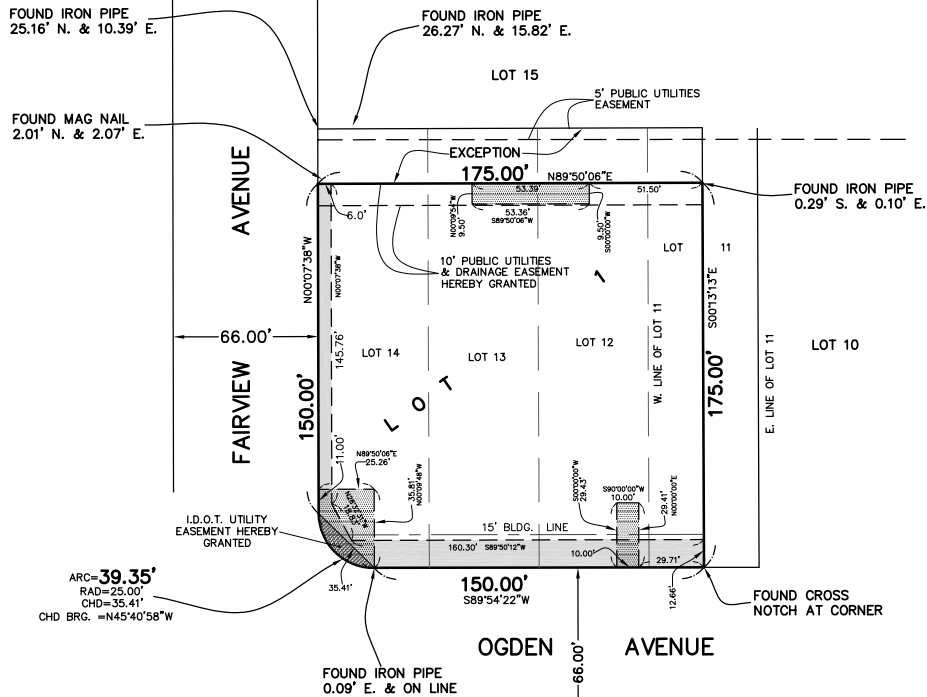 FOUND IRON PIPE
25.16' N. & 10.39' E.
FOUND IRON PIPE
26.27' N. & 15.82' E.
LOT 15
5' PUBLIC UTILITIES
EASEMENT
FOUND MAG NAIL
2.01' N. & 2.07' E.
EXCEPTION
175.00'
N89°50'06"E
53.39'
51.50'
FOUND IRON PIPE
0.29' S. & 0.10' E.
AVENUE
6.0'
N00°09'54"W
9.50'
53.36'
S89°50'06"W
9.50'
S00°00'00"W
10' PUBLIC UTILITIES
& DRAINAGE EASEMENT
HEREBY GRANTED
LOT 11
N00°07'38"W
N00°07'38"W
S00°13'13"E
1
66.00'
145.76'
LOT 14
LOT 13
LOT 12
W. LINE OF LOT 11
LOT 10
E. LINE OF LOT 11
175.00'
150.00'
FAIRVIEW
LOT
11.00'
N89°50'06"E
25.26'
35.81'
N00°09'48"W
S00°00'00"W
29.43'
S90°00'00"W
10.00'
29.41'
N00°00'00"E
18.83'
I.D.O.T. UTILITY
EASEMENT HEREBY
GRANTED
15' BLDG. LINE
160.30' S89°50'12"W
10.00'
29.71'
12.66'
ARC=39.35'
RAD=25.00'
CHD=35.41'
CHD BRG. =N45°40'58"W
35.41'
150.00'
S89°54'22"W
FOUND CROSS
NOTCH AT CORNER
OGDEN AVENUE
66.00'
FOUND IRON PIPE
0.09' E. & ON LINE